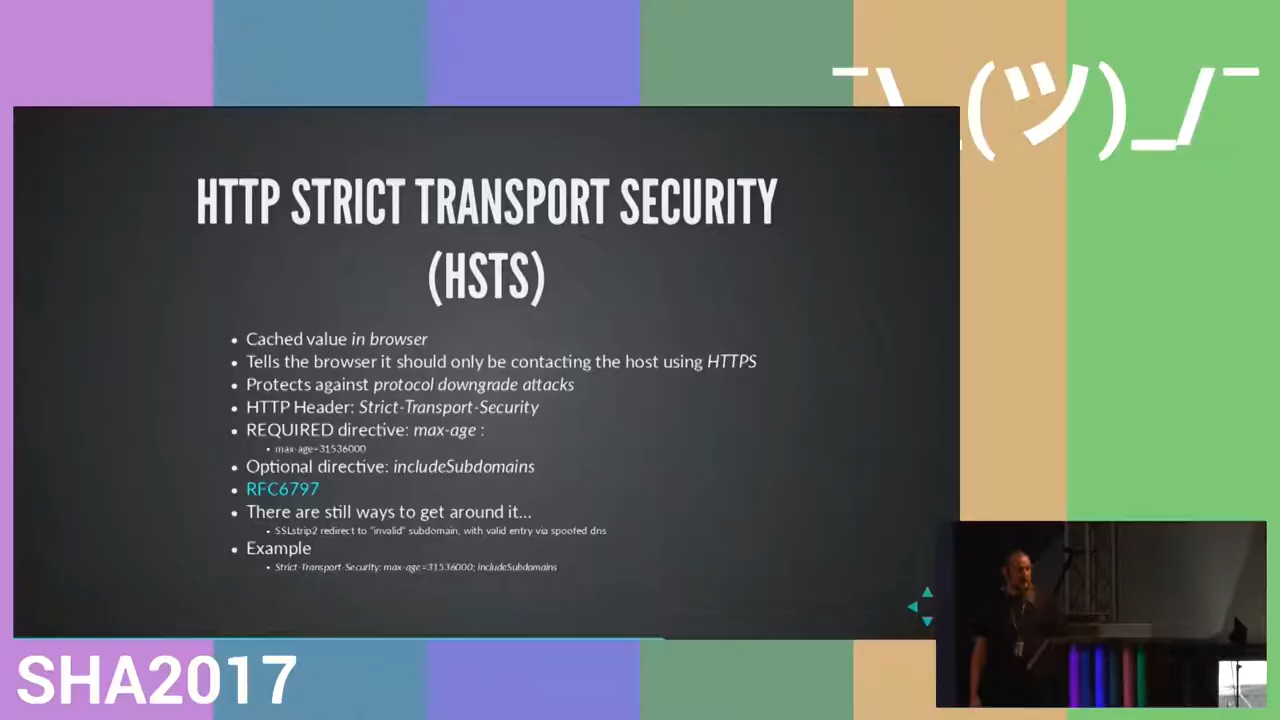 ¯\_(ツ)_/¯
HTTP STRICT TRANSPORT SECURITY
(HSTS)
• Cached value in browser
• Tells the browser it should only be contacting the host using HTTPS
• Protects against protocol downgrade attacks
• HTTP Header: Strict-Transport-Security
• REQUIRED directive: max-age :
• max-age=31536000
• Optional directive: includeSubdomains
• RFC6797
• There are still ways to get around it...
• SSLstrip2 redirect to "invalid" subdomain, with valid entry via spoofed dns
• Example
• Strict-Transport-Security: max-age=31536000; includeSubdomains
SHA2017